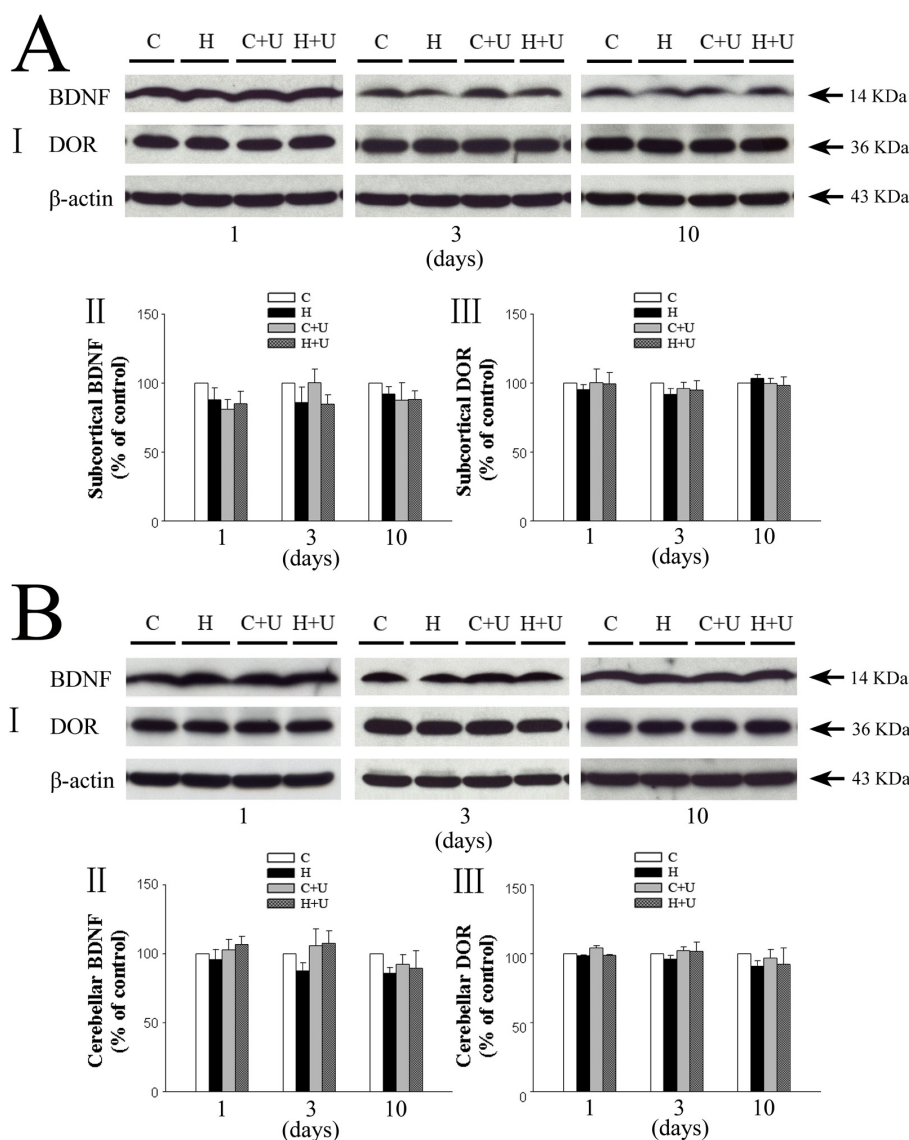 A
C H C+U H+U C H C+U H+U C H C+U H+U
BDNF 14 KDa
I DOR 36 KDa
β-actin 43 KDa
1 3 10
(days)
II
C
H
C+U
H+U
150
100
50
0
Subcortical BDNF
(% of control)
1 3 10
(days)
III
C
H
C+U
H+U
150
100
50
0
Subcortical DOR
(% of control)
1 3 10
(days)
B
C H C+U H+U C H C+U H+U C H C+U H+U
BDNF 14 KDa
I DOR 36 KDa
β-actin 43 KDa
1 3 10
(days)
II
C
H
C+U
H+U
150
100
50
0
Cerebellar BDNF
(% of control)
1 3 10
(days)
III
C
H
C+U
H+U
150
100
50
0
Cerebellar DOR
(% of control)
1 3 10
(days)